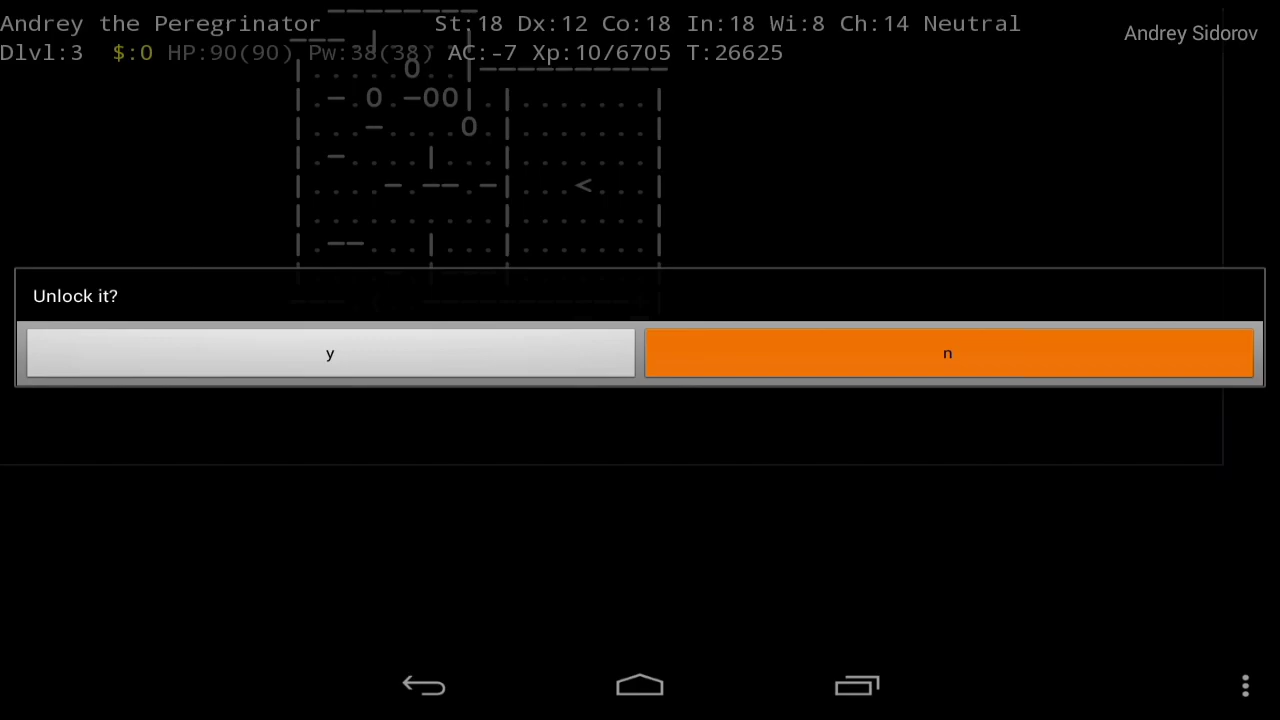 Andrey the Peregrinator St:18 Dx:12 Co:18 In:18 Wi:8 Ch:14 Neutral
Andrey Sidorov
Dlvl:3 $:0 HP:90(90) Pw:38(38) AC:-7 Xp:10/6705 T:26625
Unlock it?
y n